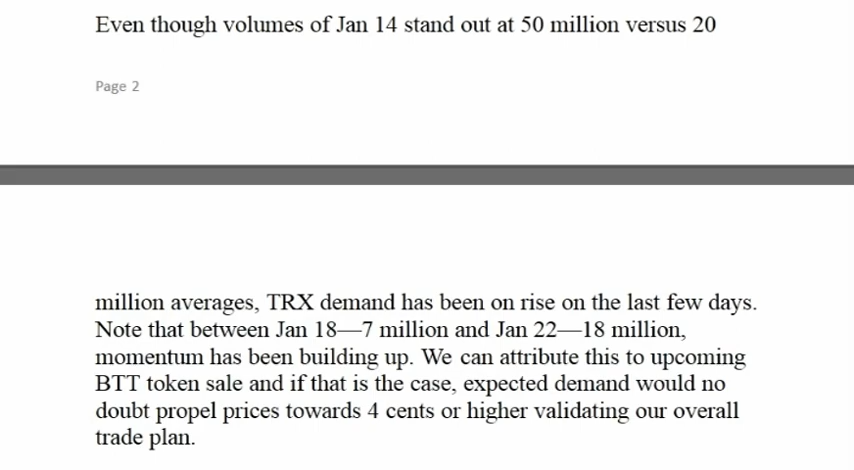 Even though volumes of Jan 14 stand out at 50 million versus 20
Page 2
million averages, TRX demand has been on rise on the last few days.
Note that between Jan 18—7 million and Jan 22—18 million,
momentum has been building up. We can attribute this to upcoming
BTT token sale and if that is the case, expected demand would no
doubt propel prices towards 4 cents or higher validating our overall
trade plan.